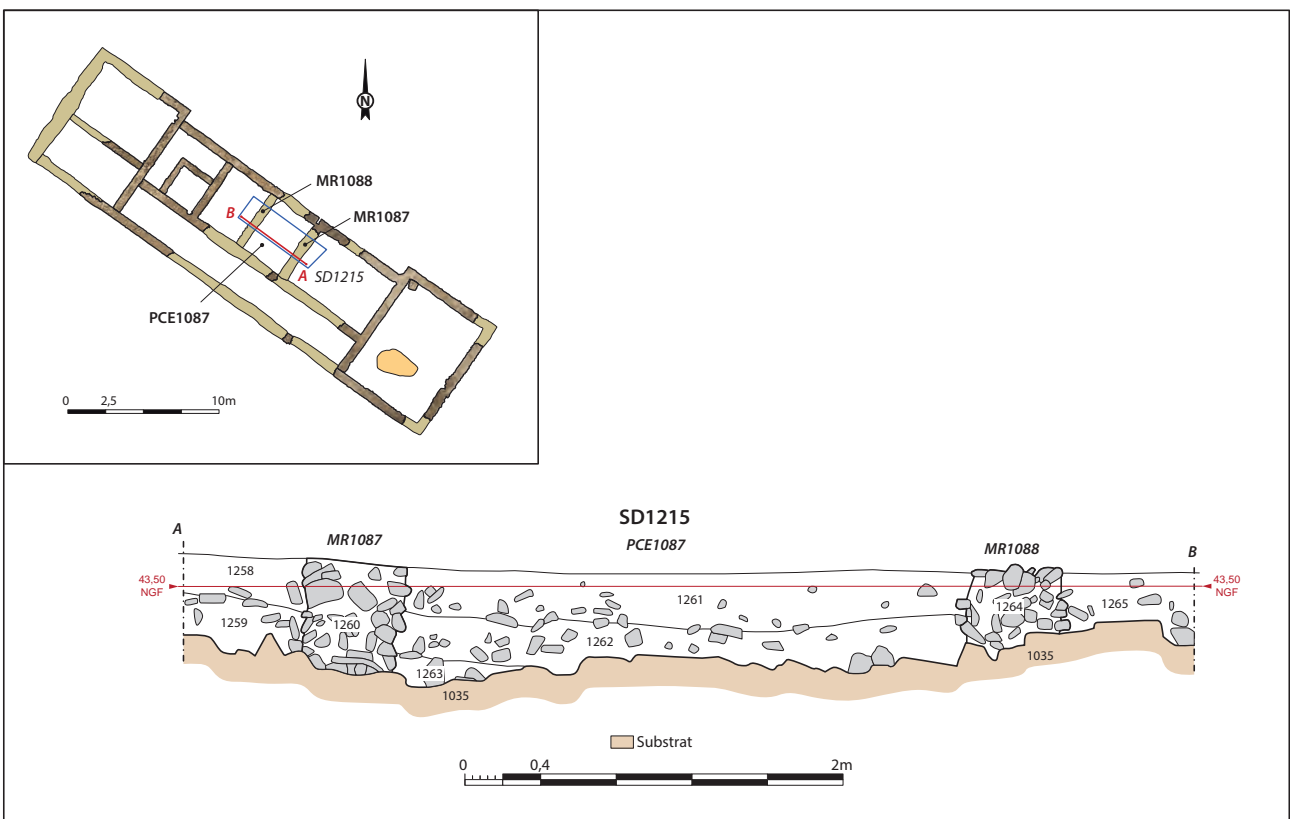 N
MR1088
B
MR1087
A SD1215
PCE1087
0 2,5 10m
SD1215
A MR1087 PCE1087 MR1088 B
1258
43,50
NGF
43,50
NGF
1261
1264
1265
1259
1260
1262
1263
1035
1035
Substrat
0 0,4 2m